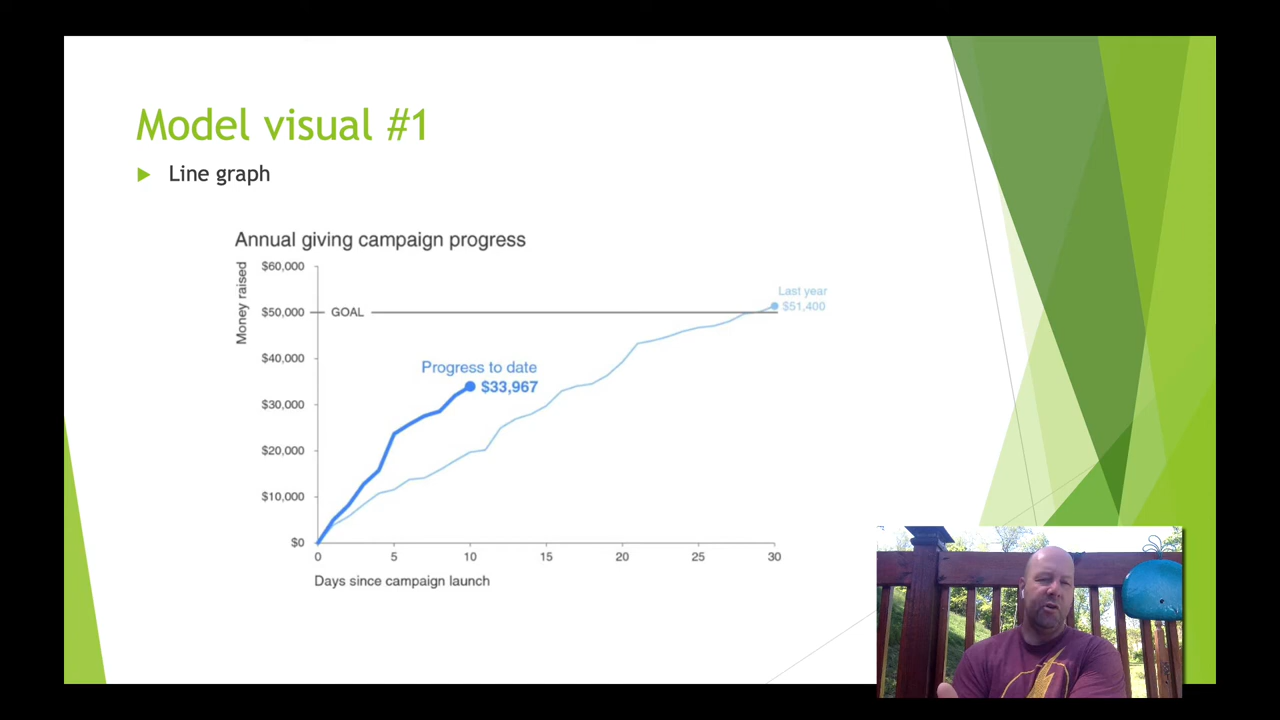 Model visual #1
Line graph
Annual giving campaign progress
Money raised
$60,000
$50,000
$40,000
$30,000
$20,000
$10,000
$0
GOAL
Last year
$51,400
Progress to date
$33,967
0 5 10 15 20 25 30
Days since campaign launch